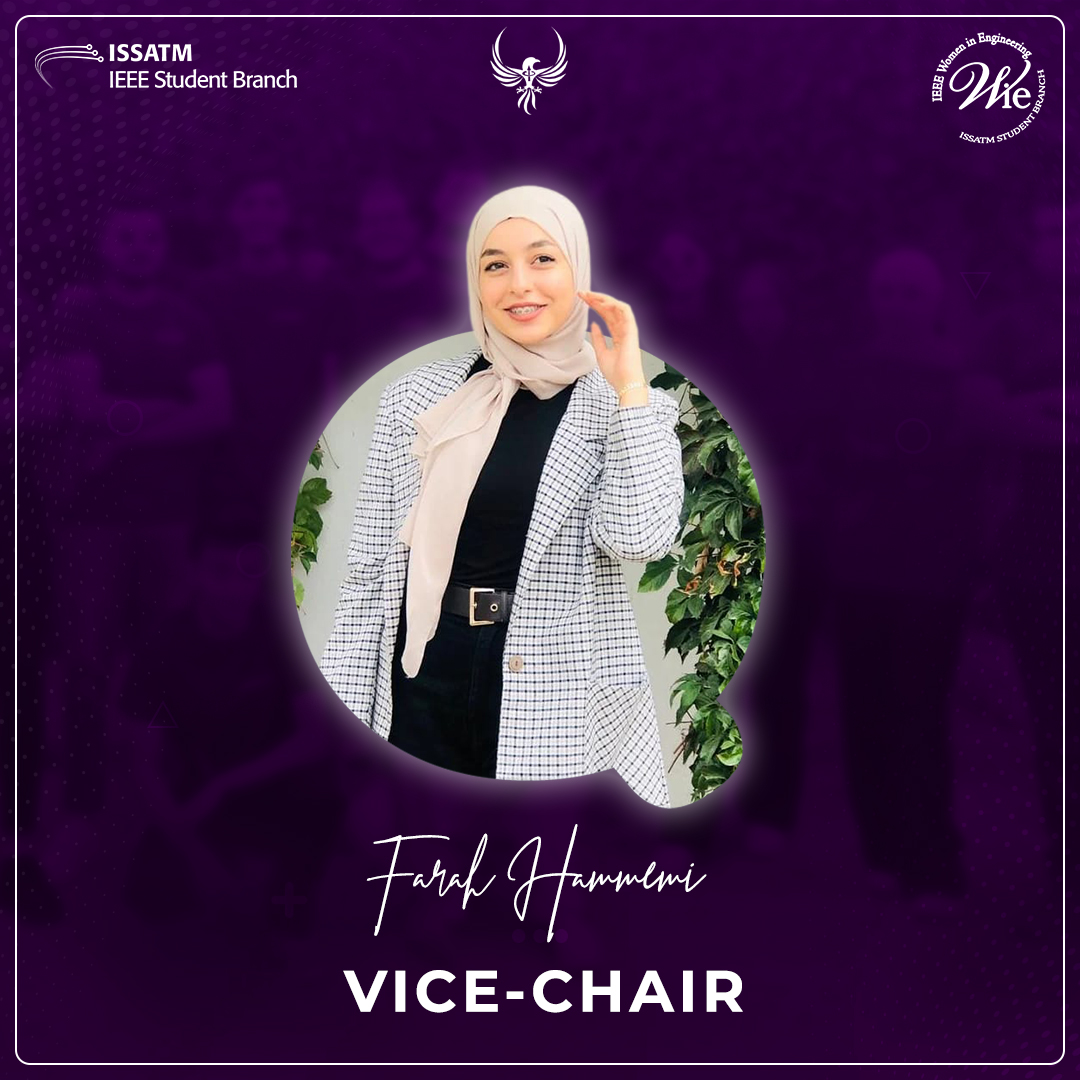 ISSATM
IEEE Student Branch
IEEE Women in Engineering
Wie
ISSATM STUDENT BRANCH
Farah Hammemi
VICE-CHAIR